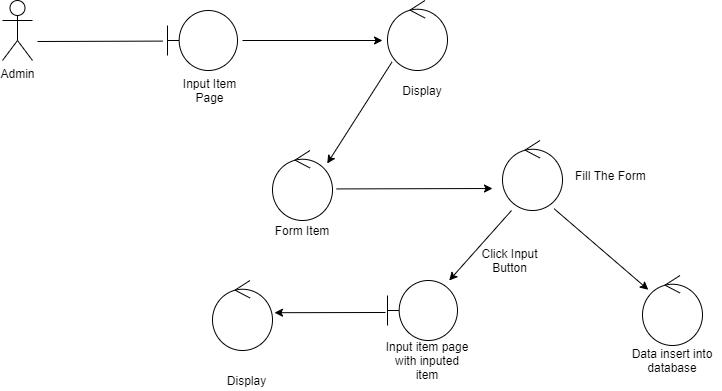 Admin
Input Item
Page
Display
Form Item
Fill The Form
Click Input
Button
Display
Input item page
with inputed
item
Data insert into
database